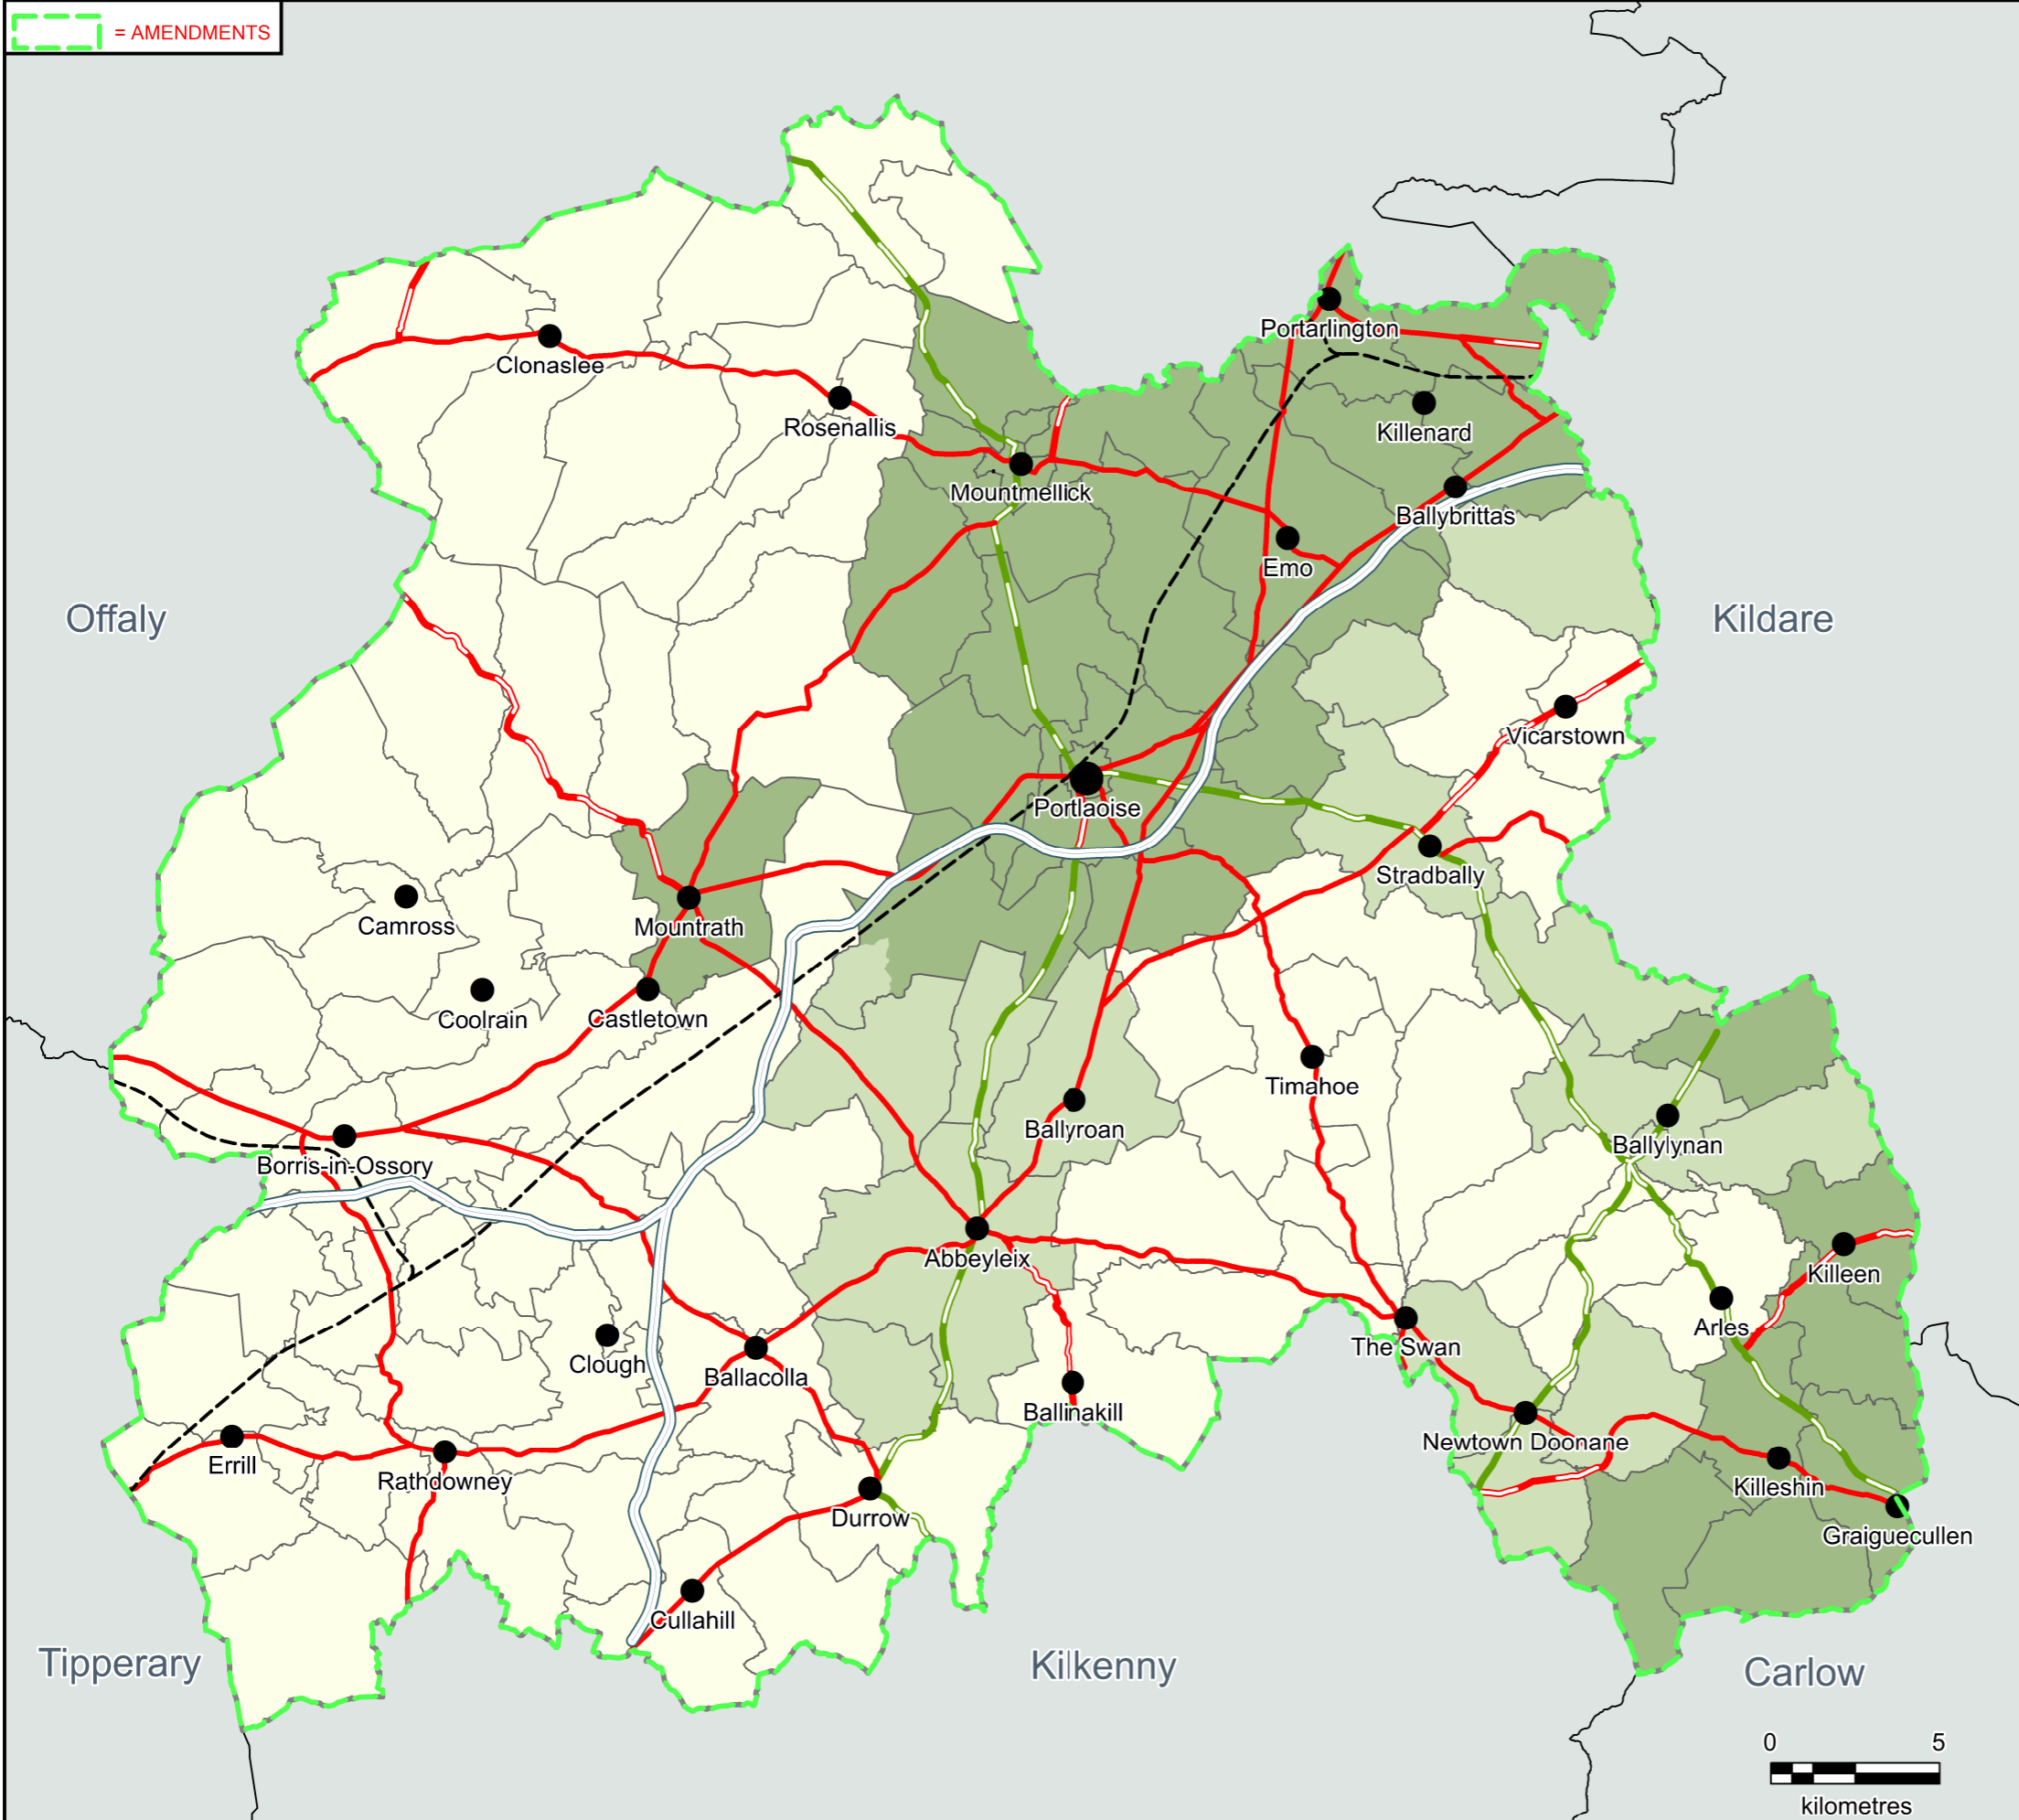 = AMENDMENTS
Portarlington
Clonaslee
Rosenallis
Killenard
Mountmellick
Ballybrittas
Emo
Offaly
Kildare
Vicarstown
Portlaoise
Stradbally
Camross
Mountrath
Coolrain
Castletown
Timahoe
Ballyroan
Ballylynan
Borris-in-Ossory
Abbeyleix
Killeen
Arles
The Swan
Clough
Ballacolla
Ballinakill
Newtown Doonane
Errill
Rathdowney
Killeshin
Durrow
Graiguecullen
Cullahill
Tipperary
Kilkenny
Carlow
0 5
kilometres